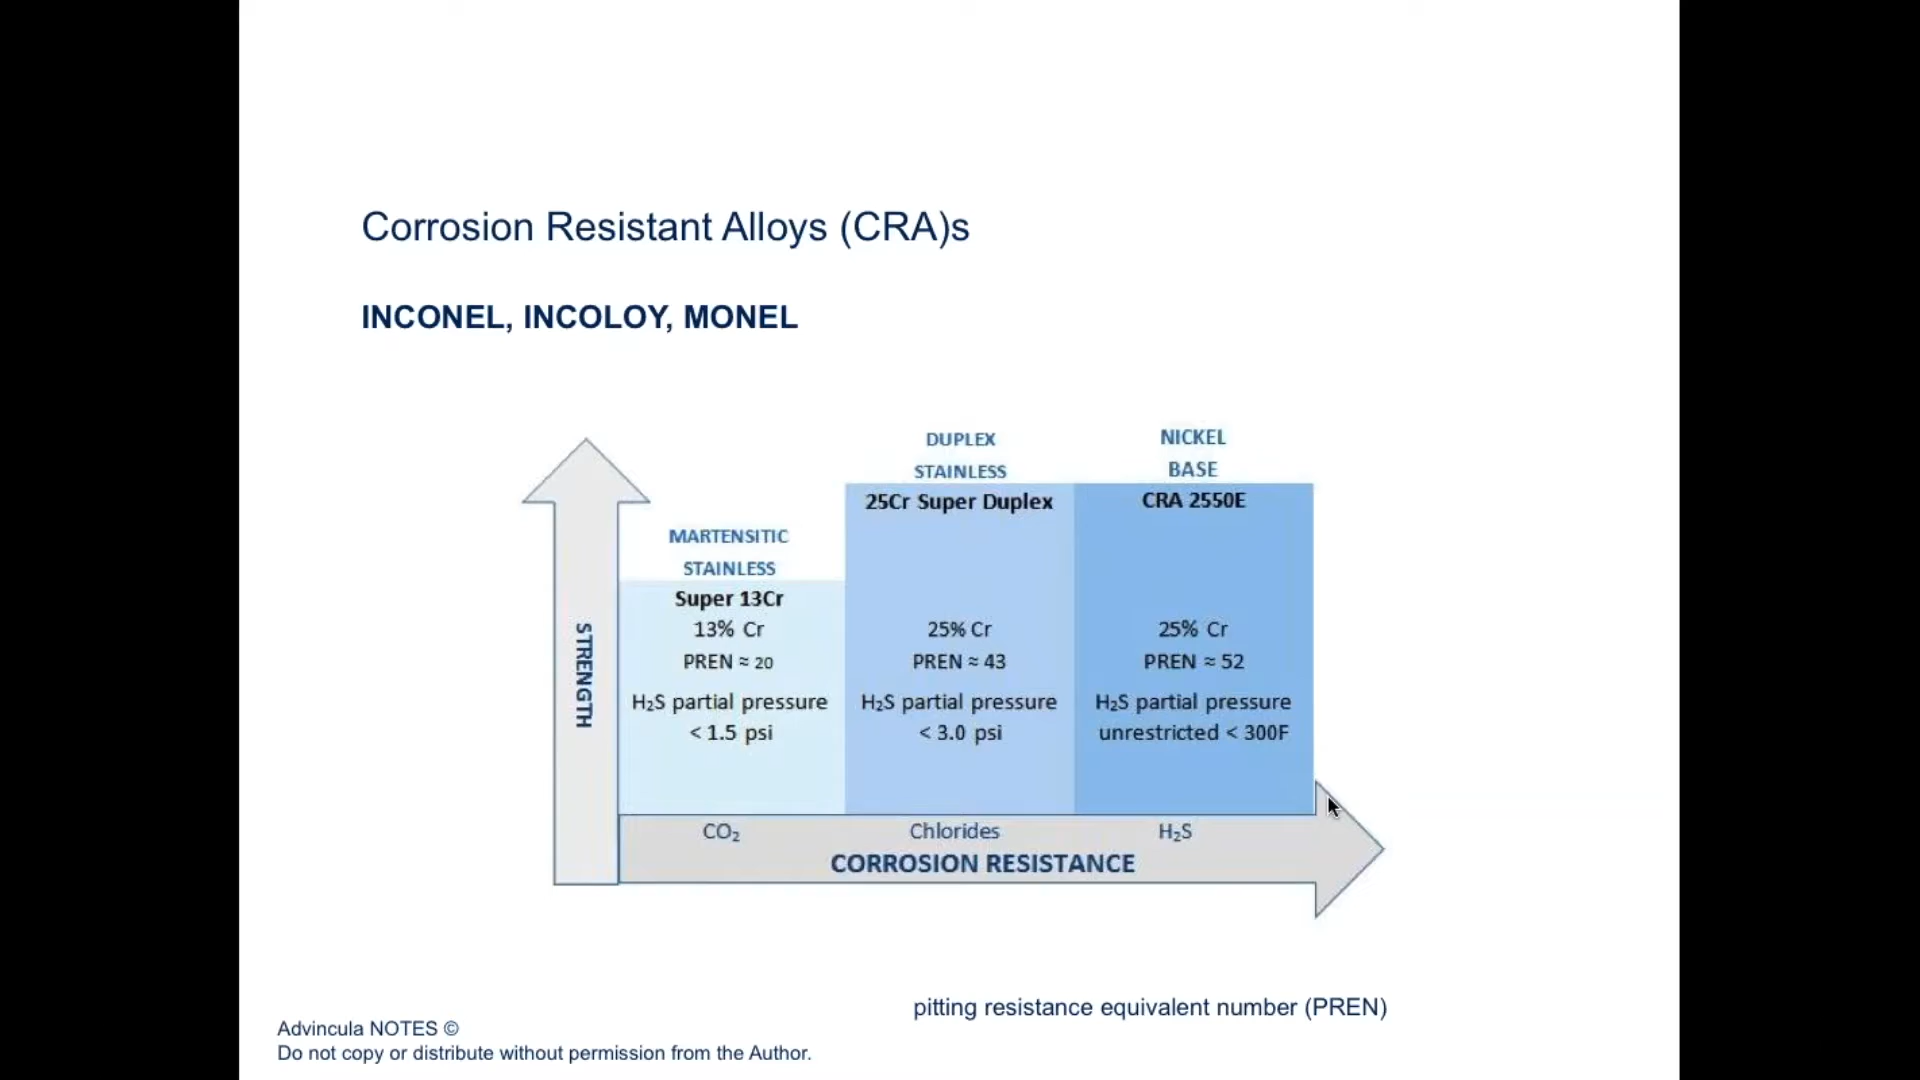 Corrosion Resistant Alloys (CRA)s
INCONEL, INCOLOY, MONEL
STRENGTH
MARTENSITIC
STAINLESS
Super 13Cr
13% Cr
PREN ≈ 20
H₂S partial pressure
< 1.5 psi
DUPLEX
STAINLESS
25Cr Super Duplex
25% Cr
PREN ≈ 43
H₂S partial pressure
< 3.0 psi
NICKEL
BASE
CRA 2550E
25% Cr
PREN ≈ 52
H₂S partial pressure
unrestricted < 300F
CO₂
Chlorides
H₂S
CORROSION RESISTANCE
pitting resistance equivalent number (PREN)
Advincula NOTES ©
Do not copy or distribute without permission from the Author.